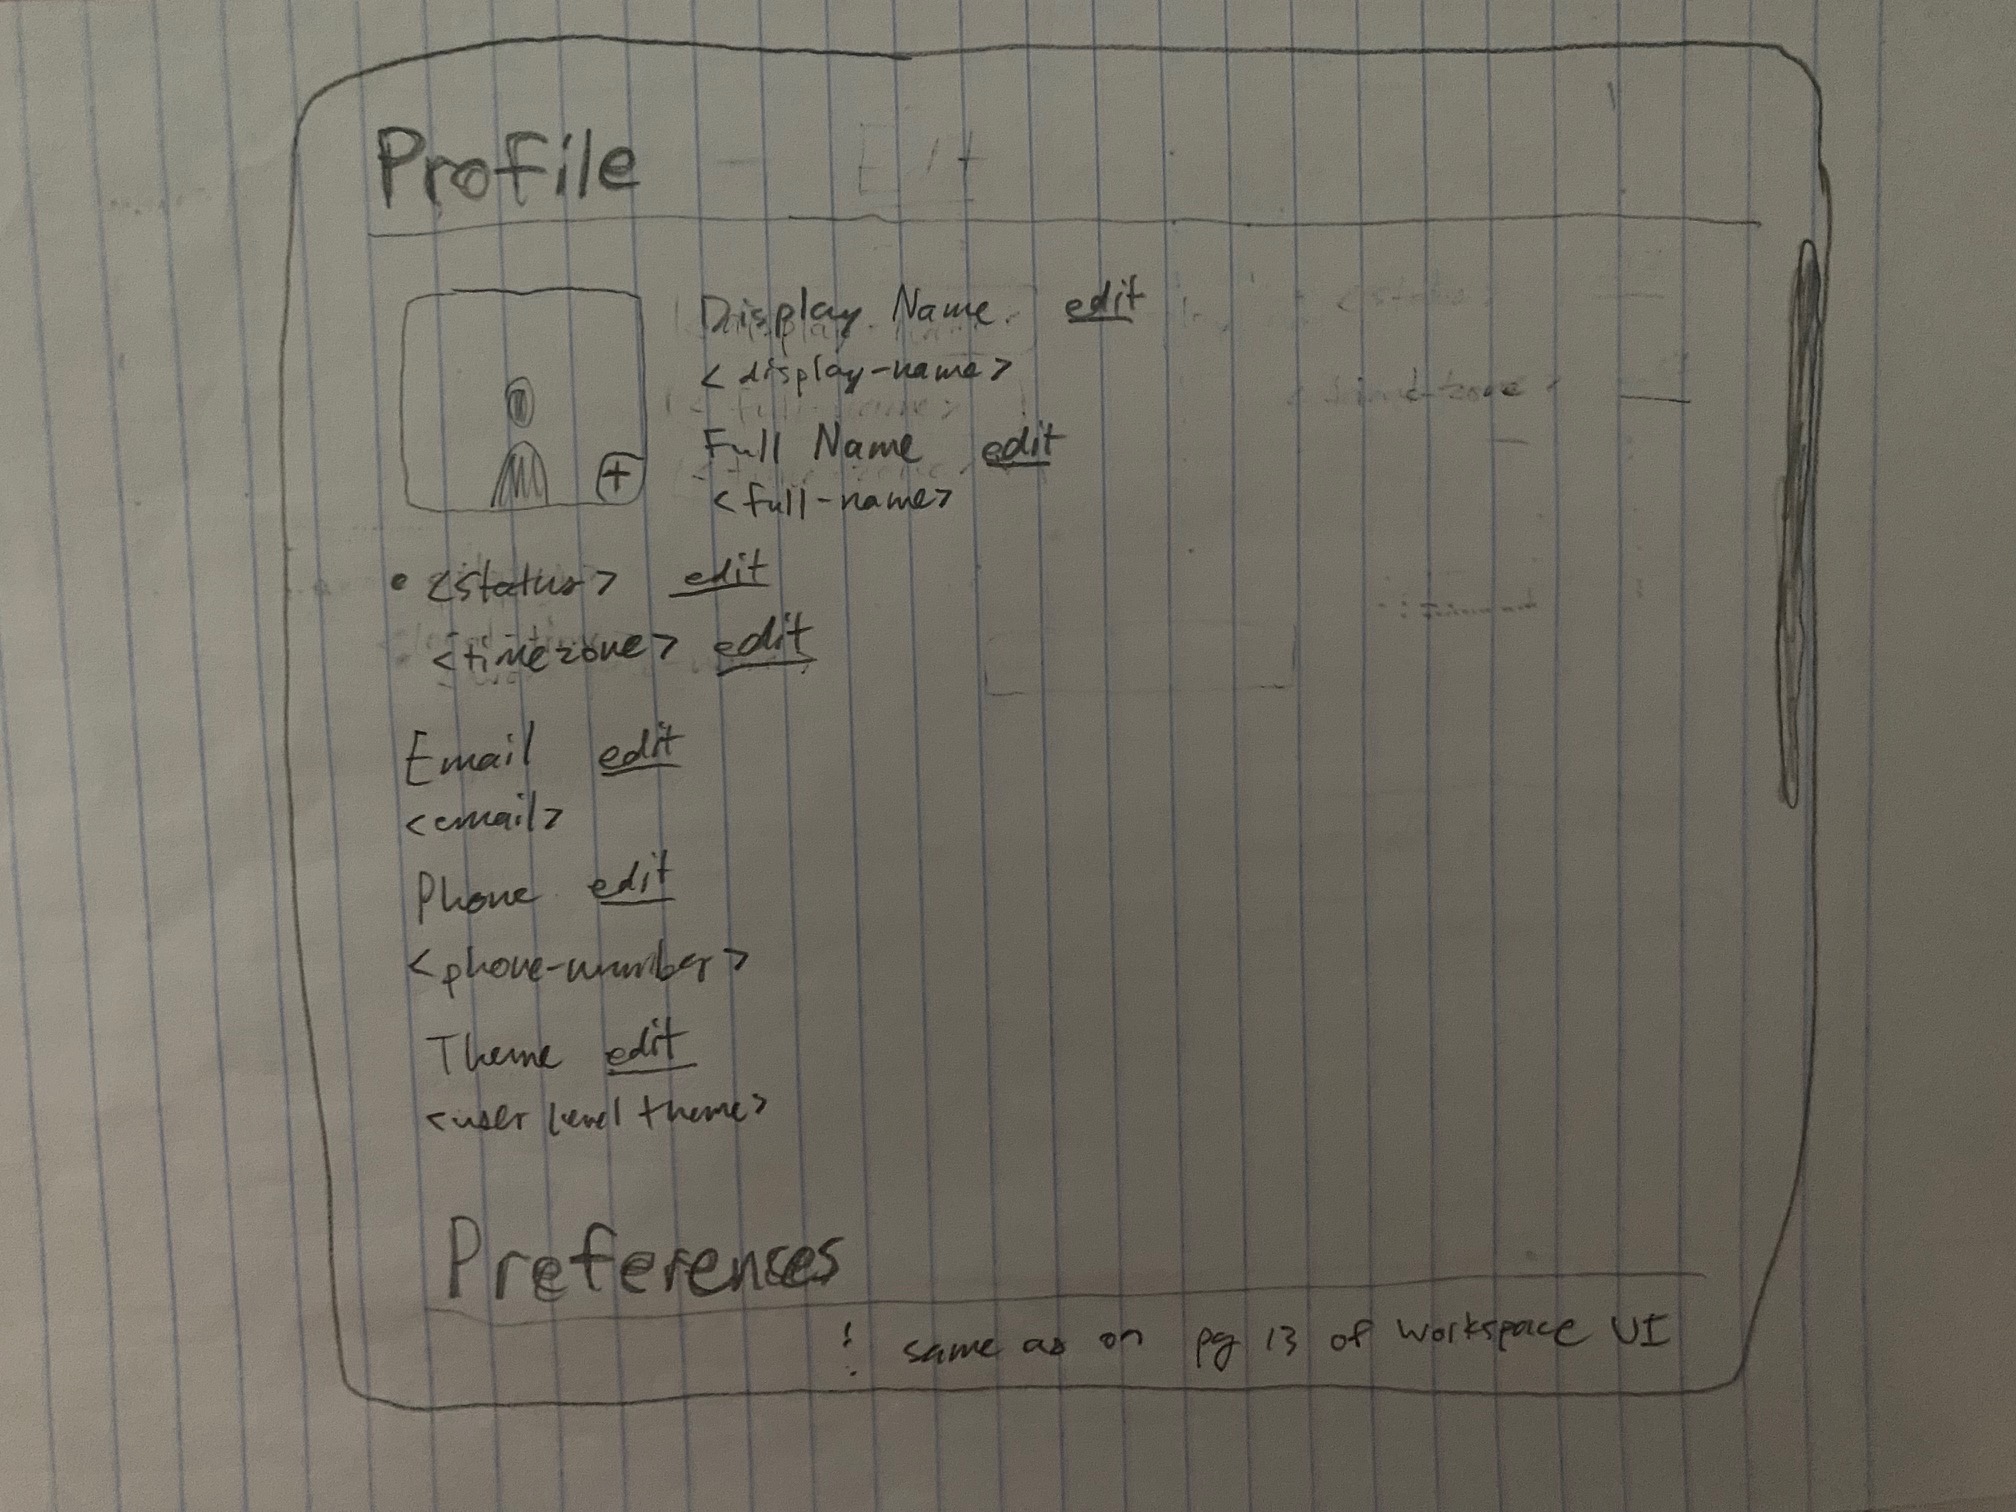 Profile
Display Name edit
<display-name>
Full Name edit
<full-name>
+
• <status> edit
<timezone> edit
Email edit
<email>
Phone edit
<phone-number>
Theme edit
<user level theme>
Preferences
same as on pg 13 of Workspace UI